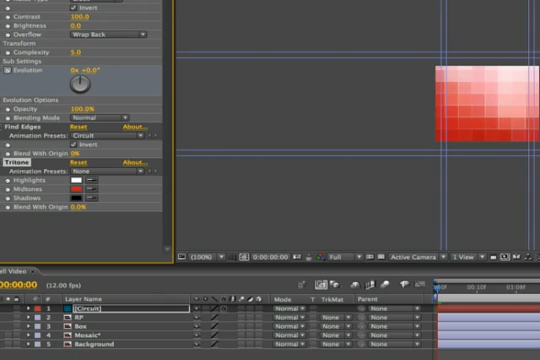 Invert
Contrast 100.0
Brightness 0.0
Overflow Wrap Back
Transform
Complexity 5.0
Sub Settings
Evolution 0x +0.0°
Evolution Options
Opacity 100.0%
Blending Mode Normal
Find Edges Reset About...
Animation Presets: Circuit
Invert
Blend With Origin 0%
Tritone Reset About...
Animation Presets: None
Highlights
Midtones
Shadows
Blend With Origin 0.0%
(100%) 0:00:00:00 Full Active Camera 1 View
ell Video
00:00:00 (12.00 fps)
# Layer Name Mode T TrkMat Parent
1 [Circuit] Normal None
2 RP Normal None None
3 Box Normal None None
4 Mosaic* Normal None None
5 Background Normal None None